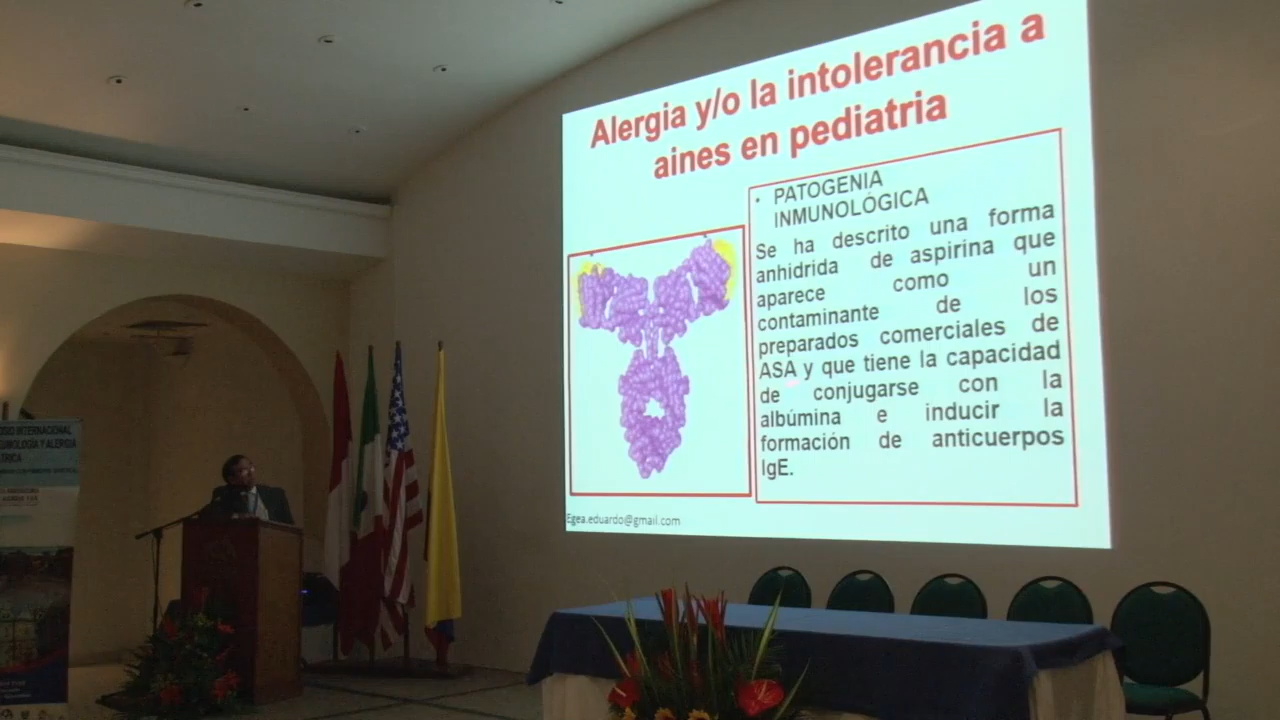 Alergia y/o la intolerancia a
aines en pediatria
• PATOGENIA
INMUNOLÓGICA
Se ha descrito una forma
anhidrida de aspirina que
aparece como un
contaminante de los
preparados comerciales de
ASA y que tiene la capacidad
de conjugarse con la
albúmina e inducir la
formación de anticuerpos
IgE.
Egea.eduardo@gmail.com
INTERNACIONAL
Y ALERGIA